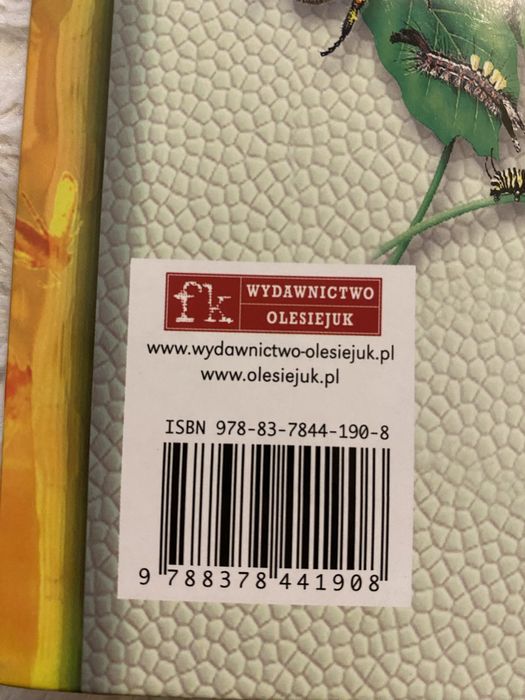 fk WYDAWNICTWO
OLESIEJUK
www.wydawnictwo-olesiejuk.pl
www.olesiejuk.pl
ISBN 978-83-7844-190-8
9 788378 441908